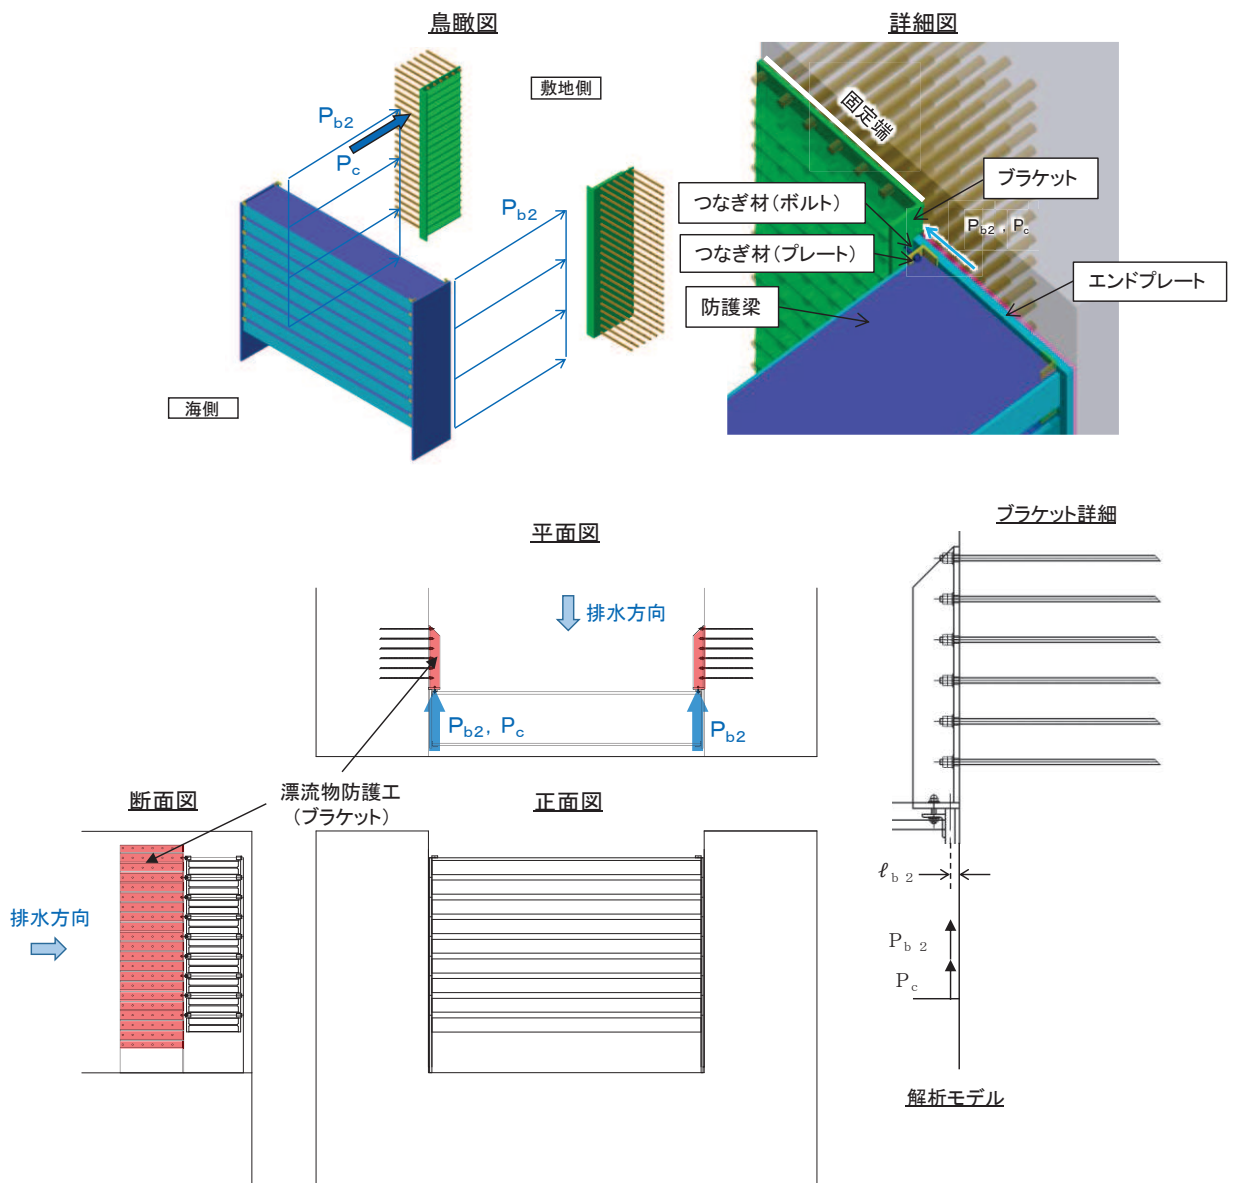 鳥瞰図
敷地側
Pb2
Pc
Pb2
海側
詳細図
固定端
ブラケット
つなぎ材(ボルト)
Pb2 , Pc
つなぎ材(プレート)
エンドプレート
防護梁
平面図
排水方向
Pb2, Pc
Pb2
漂流物防護工
(ブラケット)
断面図
排水方向
正面図
ブラケット詳細
ℓb2
Pb2
Pc
解析モデル